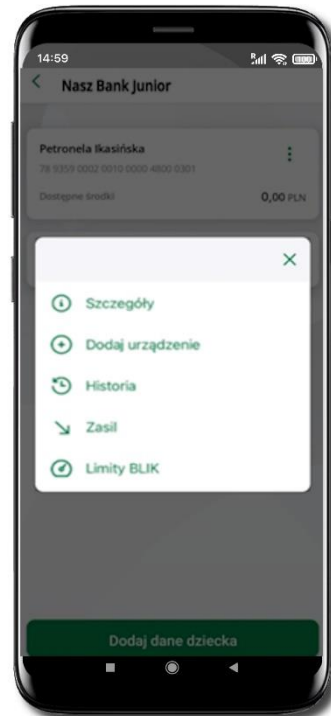 14:59
Nasz Bank Junior
Petronela Ikasińska
78 9359 0002 0010 0000 4800 0301
Dostępne środki 0,00 PLN
Szczegóły
Dodaj urządzenie
Historia
Zasil
Limity BLIK
Dodaj dane dziecka